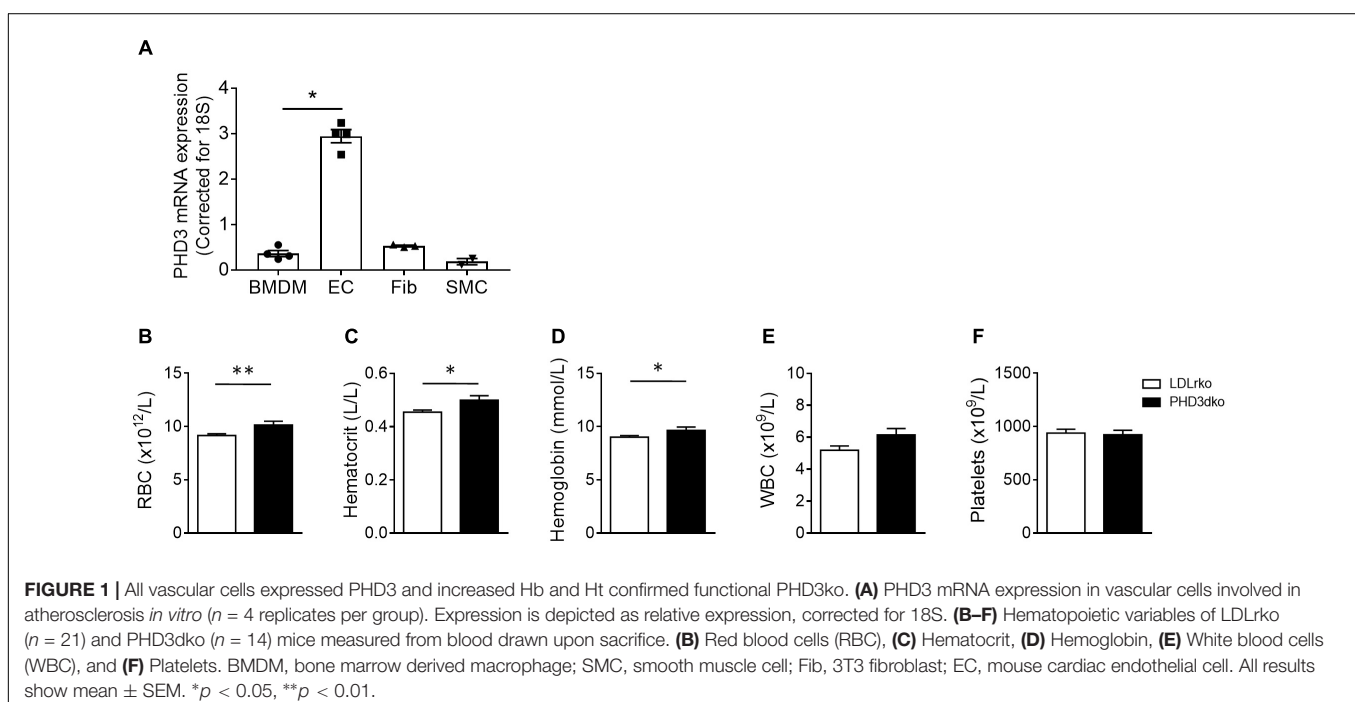 A
PHD3 mRNA expression
(Corrected for 18S)
4
3
2
1
0
*
BMDM EC Fib SMC
B
RBC (x10¹²/L)
15
10
5
0
**
C
Hematocrit (L/L)
0.6
0.4
0.2
0.0
*
D
Hemoglobin (mmol/L)
15
10
5
0
*
E
WBC (x10⁹/L)
10
8
6
4
2
0
F
Platelets (x10⁹/L)
1500
1000
500
0
LDLrko
PHD3dko
FIGURE 1 | All vascular cells expressed PHD3 and increased Hb and Ht confirmed functional PHD3ko. (A) PHD3 mRNA expression in vascular cells involved in
atherosclerosis in vitro (n = 4 replicates per group). Expression is depicted as relative expression, corrected for 18S. (B–F) Hematopoietic variables of LDLrko
(n = 21) and PHD3dko (n = 14) mice measured from blood drawn upon sacrifice. (B) Red blood cells (RBC), (C) Hematocrit, (D) Hemoglobin, (E) White blood cells
(WBC), and (F) Platelets. BMDM, bone marrow derived macrophage; SMC, smooth muscle cell; Fib, 3T3 fibroblast; EC, mouse cardiac endothelial cell. All results
show mean ± SEM. *p < 0.05, **p < 0.01.